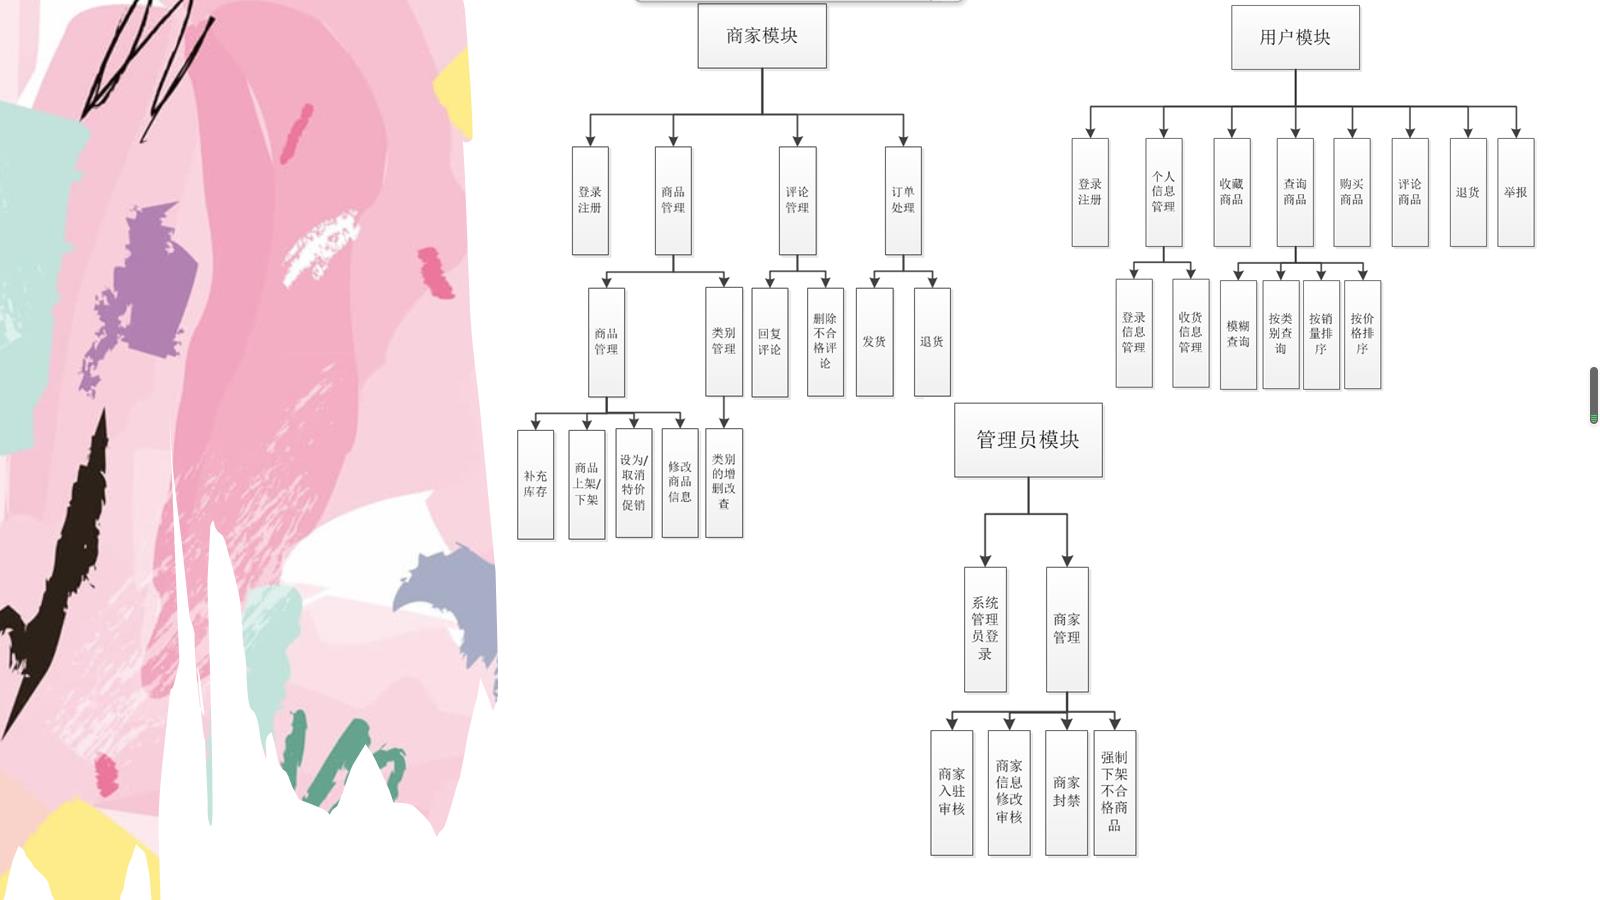 商家模块
登录
注册
商品
管理
评论
管理
订单
处理
商品
管理
类别
管理
回复
评论
删除
不合
格评
论
发货
退货
补充
库存
商品
上架/
下架
设为/
取消
特价
促销
修改
商品
信息
类别
的增
删改
查
用户模块
登录
注册
个人
信息
管理
收藏
商品
查询
商品
购买
商品
评论
商品
退货
举报
登录
信息
管理
收货
信息
管理
模糊
查询
按类
别查
询
按销
量排
序
按价
格排
序
管理员模块
系统
管理
员登
录
商家
管理
商家
入驻
审核
商家
信息
修改
审核
商家
封禁
强制
下架
不合
格商
品